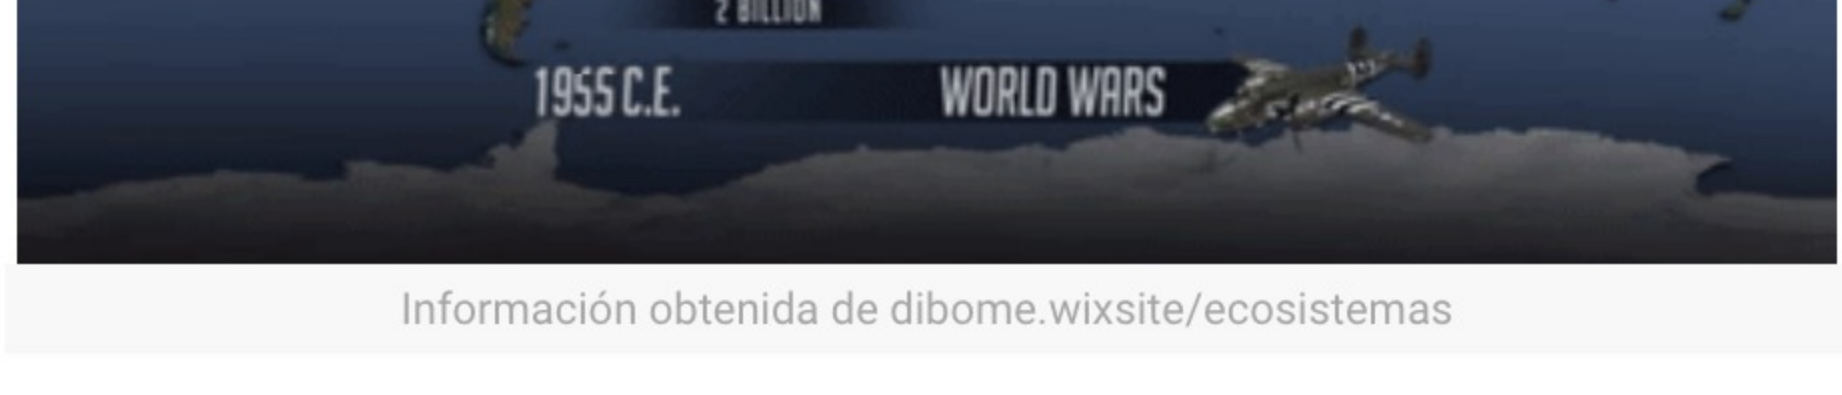 2 BILLION
1955 C.E. WORLD WARS
Información obtenida de dibome.wixsite/ecosistemas